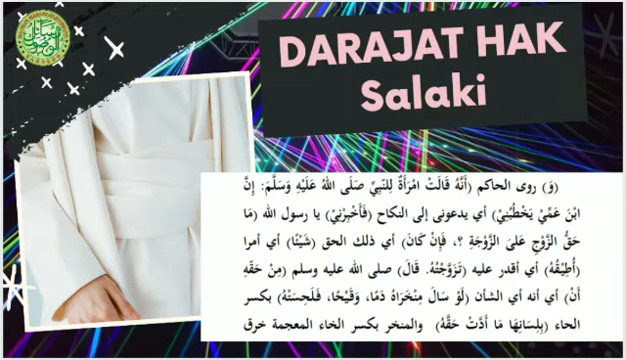 DARAJAT HAK
Salaki
(وَ) روى الحاكم (أَنَّهُ قَالَتْ امْرَأَةٌ لِلنَّبِيِّ صَلَّى اللهُ عَلَيْهِ وَسَلَّمَ: إِنَّ
ابْنَ عَمِّيْ يَخْطُبُنِيْ) أي يدعونى إلى النكاح (فَأَخْبِرْنِيْ) يا رسول الله (مَا
حَقُّ الزَّوْجِ عَلىَ الزَّوْجَةِ ؟، فَإِنْ كَانَ) أي ذلك الحق (شَيْئًا) أي أمرا
(أُطِيْقُهُ) أي أقدر عليه (تَزَوَّجْتُهُ. قَالَ) صلى الله عليه وسلم (مِنْ حَقِّهِ
أَنْ) أي أنه أي الشأن (لَوْ سَالَ مِنْخَرَاهُ دَمًا، وَقَيْحًا، فَلَحِسَتْهُ) بكسر
الحاء (بِلِسَانِهَا مَا أَدَّتْ حَقَّهُ) والمنخر بكسر الخاء المعجمة خرق